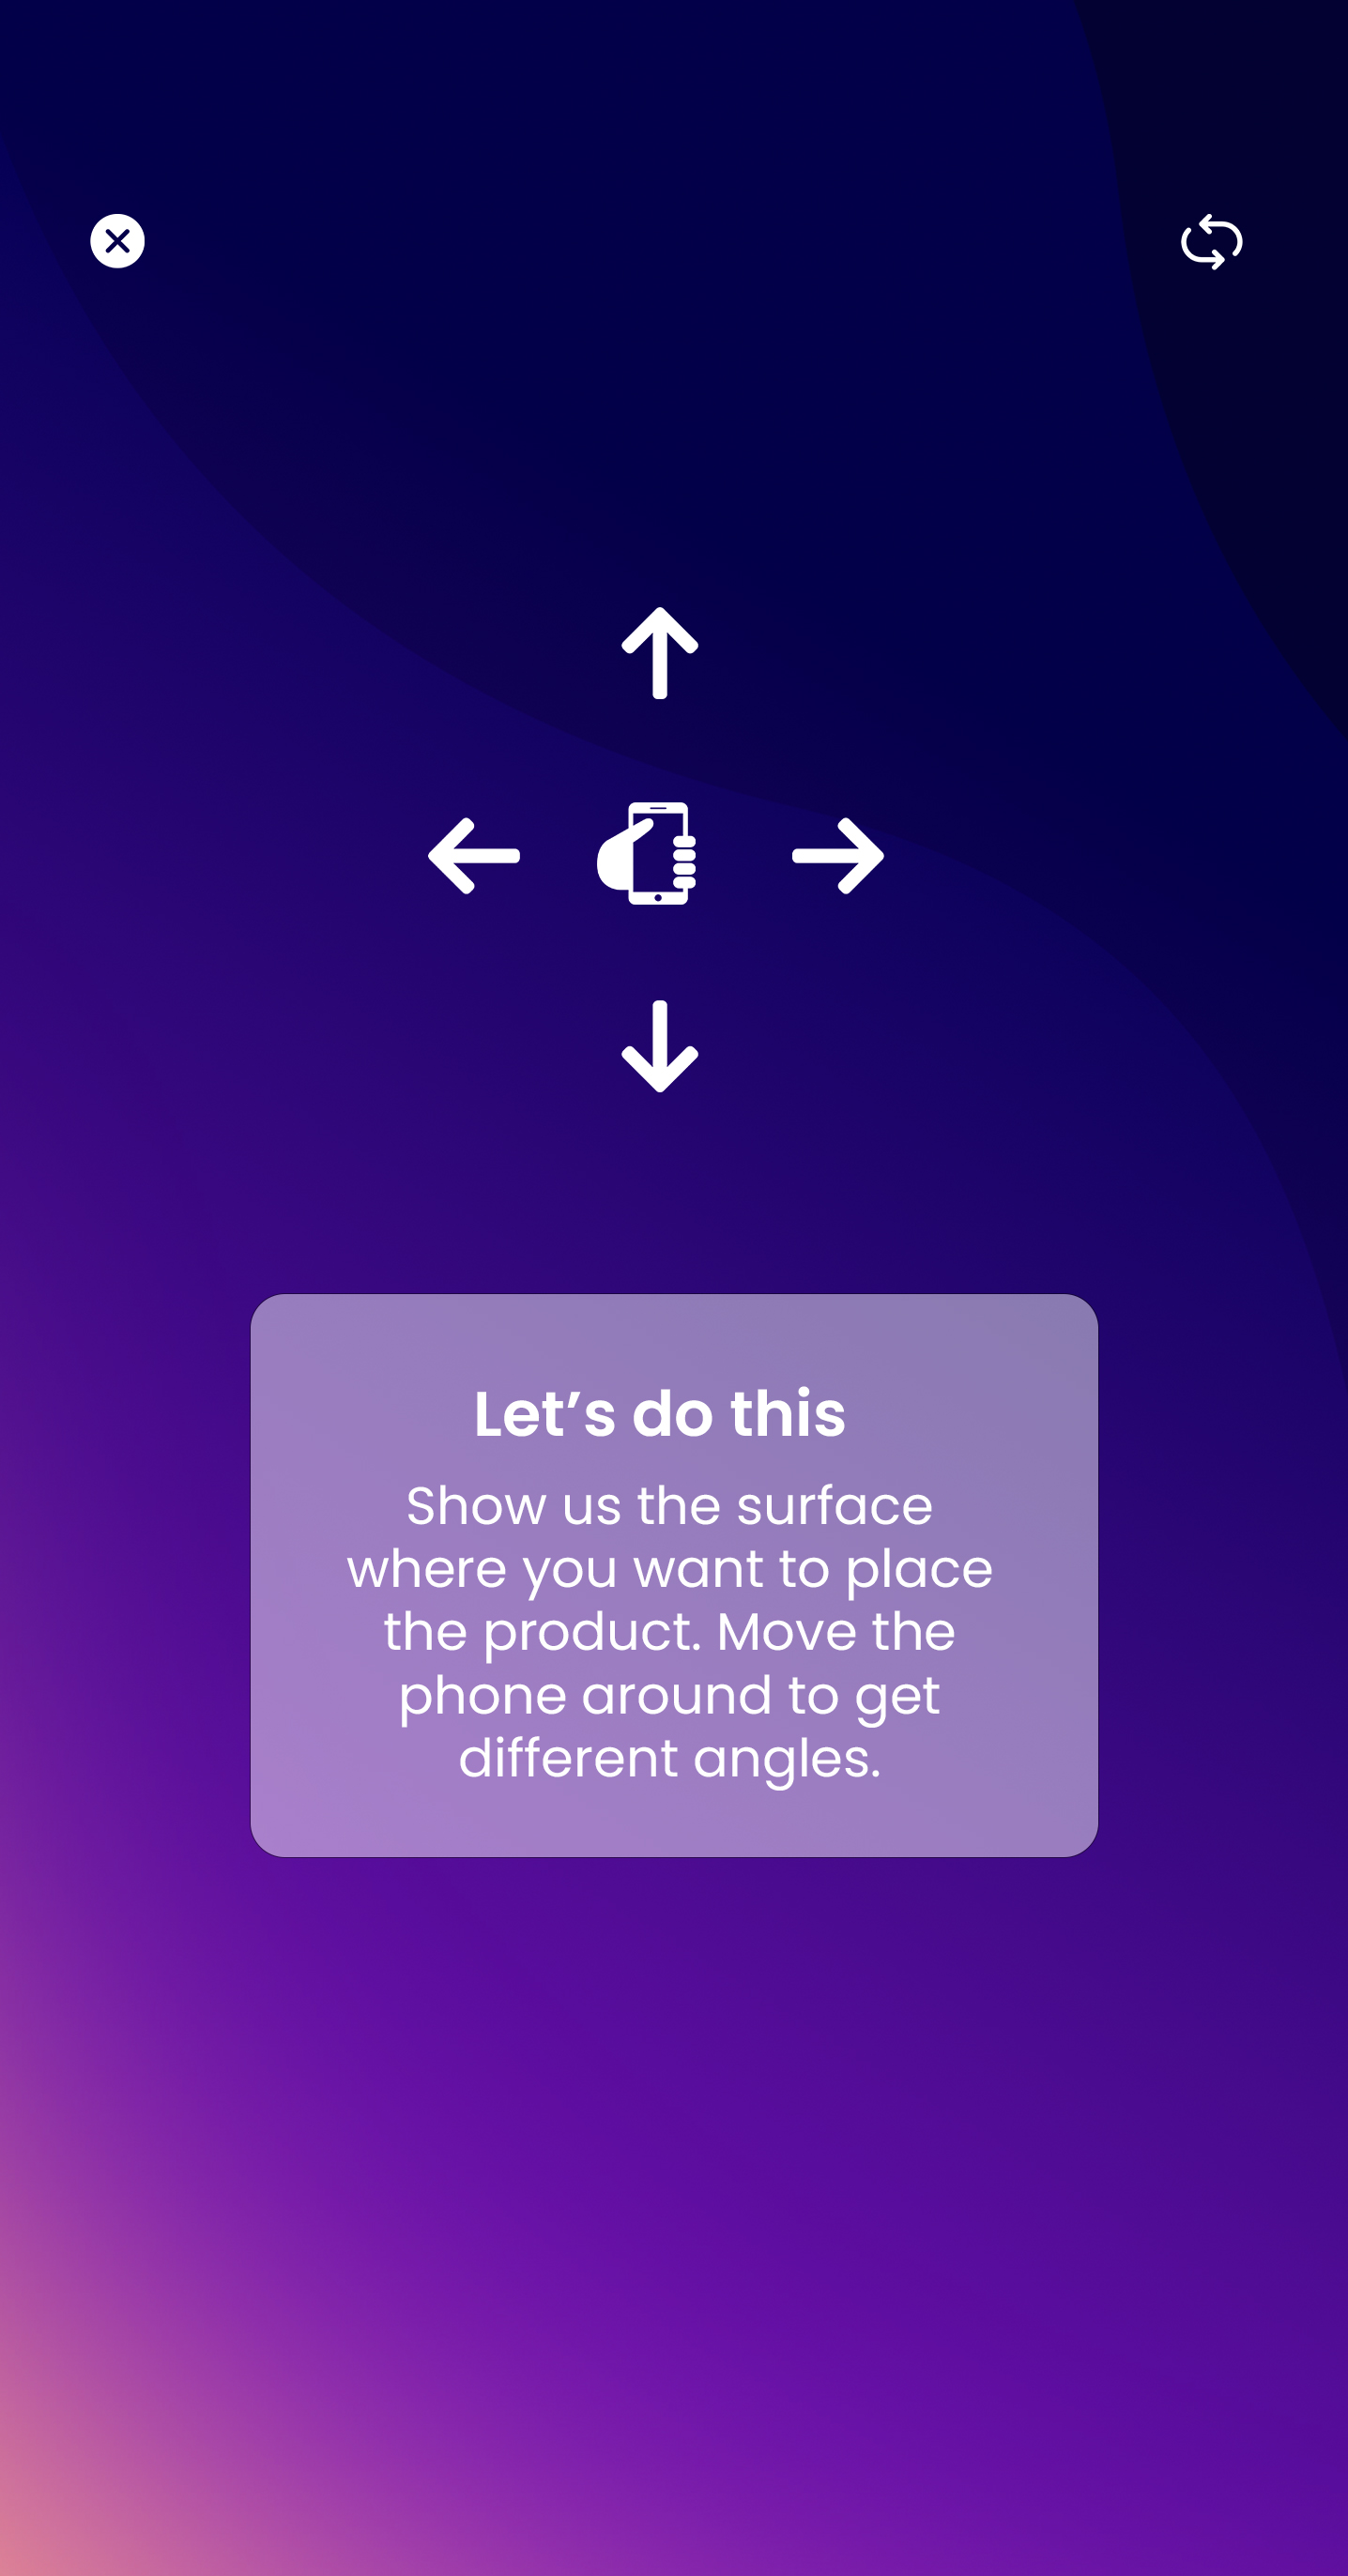 Let’s do this
Show us the surface
where you want to place
the product. Move the
phone around to get
different angles.